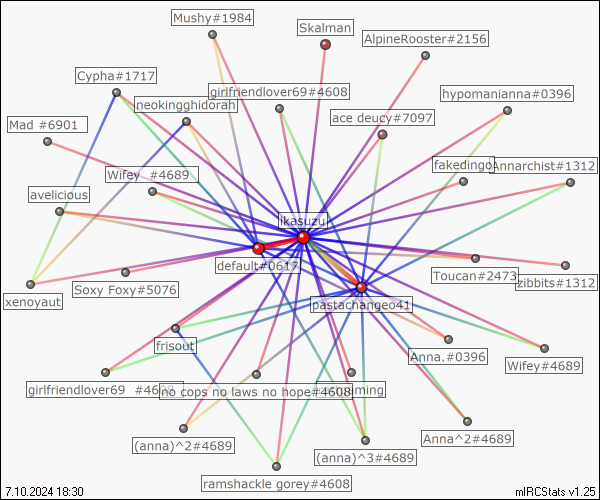 Mushy#1984
Skalman
AlpineRooster#2156
Cypha#1717
girlfriendlover69#4608
hypomanianna#0396
neokingghidorah
ace deucy#7097
Mad #6901
fakedingo
Annarchist#1312
Wifey #4689
avelicious
ikasuzu
default#0617
Toucan#2473
zibbits#1312
Soxy Foxy#5076
xenoyaut
pastachangeo41
frisout
Anna.#0396
Wifey#4689
girlfriendlover69
no cops no laws no hope#4608
(anna)^2#4689
Anna^2#4689
(anna)^3#4689
ramshackle gorey#4608
7.10.2024 18:30
mIRCStats v1.25